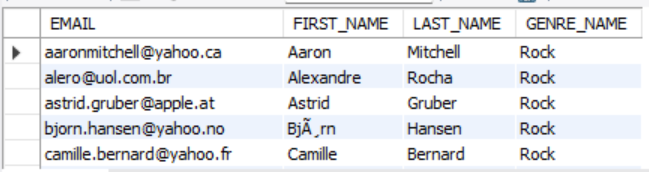 EMAIL FIRST_NAME LAST_NAME GENRE_NAME
aaronmitchell@yahoo.ca Aaron Mitchell Rock
alero@uol.com.br Alexandre Rocha Rock
astrid.gruber@apple.at Astrid Gruber Rock
bjorn.hansen@yahoo.no BjÃ¸rn Hansen Rock
camille.bernard@yahoo.fr Camille Bernard Rock